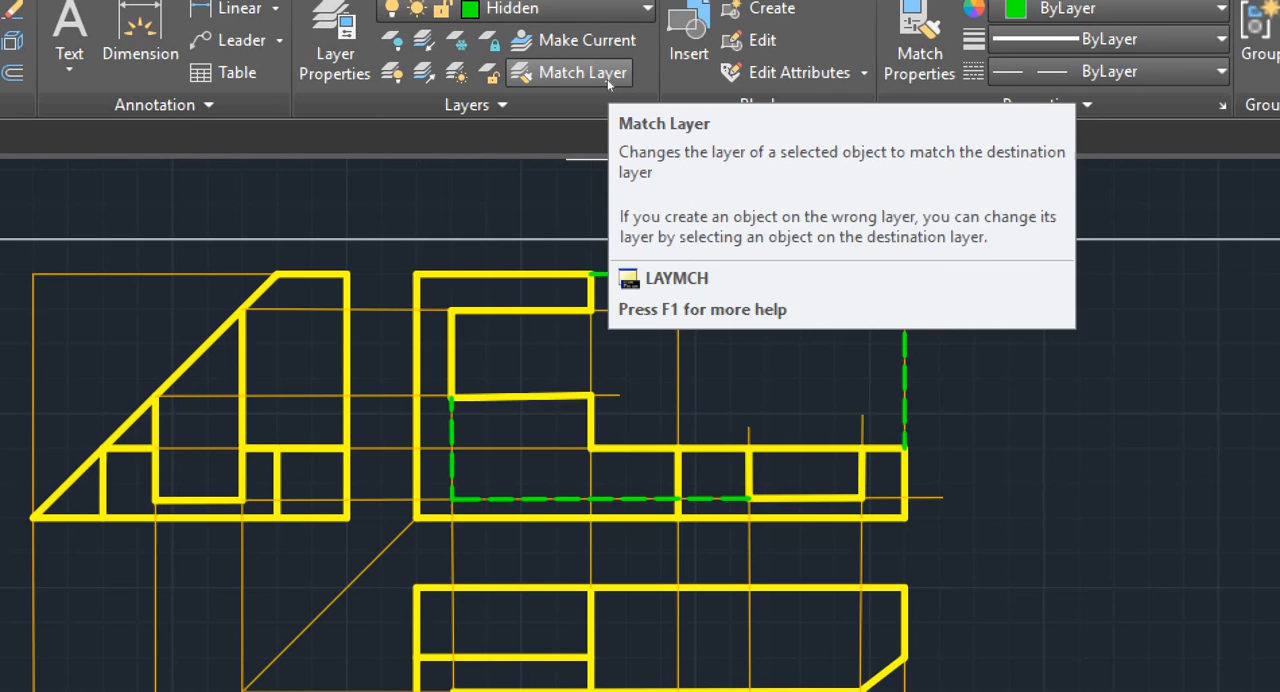 Linear
Hidden
Create
ByLayer
Text
Dimension
Leader
Layer
Properties
Make Current
Insert
Edit
Match
Properties
ByLayer
Table
Match Layer
Edit Attributes
ByLayer
Annotation
Layers
Match Layer
Changes the layer of a selected object to match the destination
layer
If you create an object on the wrong layer, you can change its
layer by selecting an object on the destination layer.
LAYMCH
Press F1 for more help